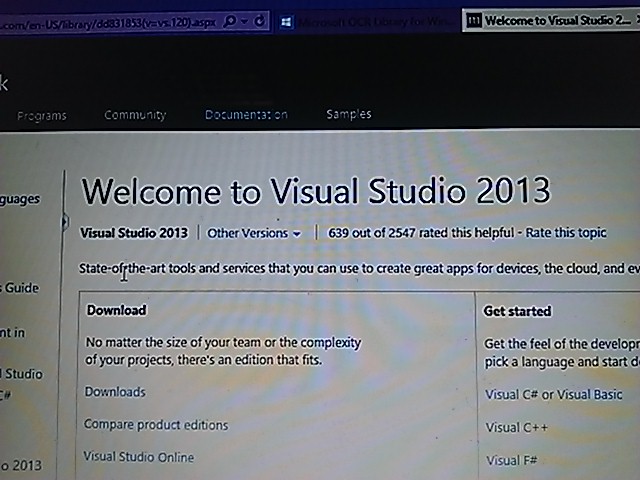 .com/en-US/library/dd831853(v=vs.120).aspx
Microsoft OCR Library for Win
Welcome to Visual Studio 2...
k
Programs Community Documentation Samples
Welcome to Visual Studio 2013
guages
Visual Studio 2013 | Other Versions | 639 out of 2547 rated this helpful - Rate this topic
State-of-the-art tools and services that you can use to create great apps for devices, the cloud, and ev
s Guide
nt in
l Studio
C#
o 2013
Download
No matter the size of your team or the complexity
of your projects, there's an edition that fits.
Downloads
Compare product editions
Visual Studio Online
Get started
Get the feel of the developr
pick a language and start d
Visual C# or Visual Basic
Visual C++
Visual F#